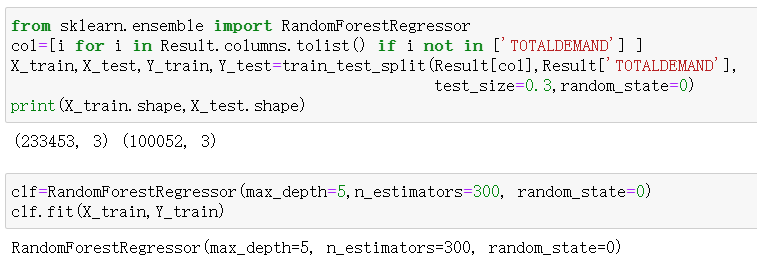 from sklearn.ensemble import RandomForestRegressor
col=[i for i in Result.columns.tolist() if i not in ['TOTALDEMAND'] ]
X_train,X_test,Y_train,Y_test=train_test_split(Result[col],Result['TOTALDEMAND'],
test_size=0.3,random_state=0)
print(X_train.shape,X_test.shape)
(233453, 3) (100052, 3)
clf=RandomForestRegressor(max_depth=5,n_estimators=300, random_state=0)
clf.fit(X_train,Y_train)
RandomForestRegressor(max_depth=5, n_estimators=300, random_state=0)